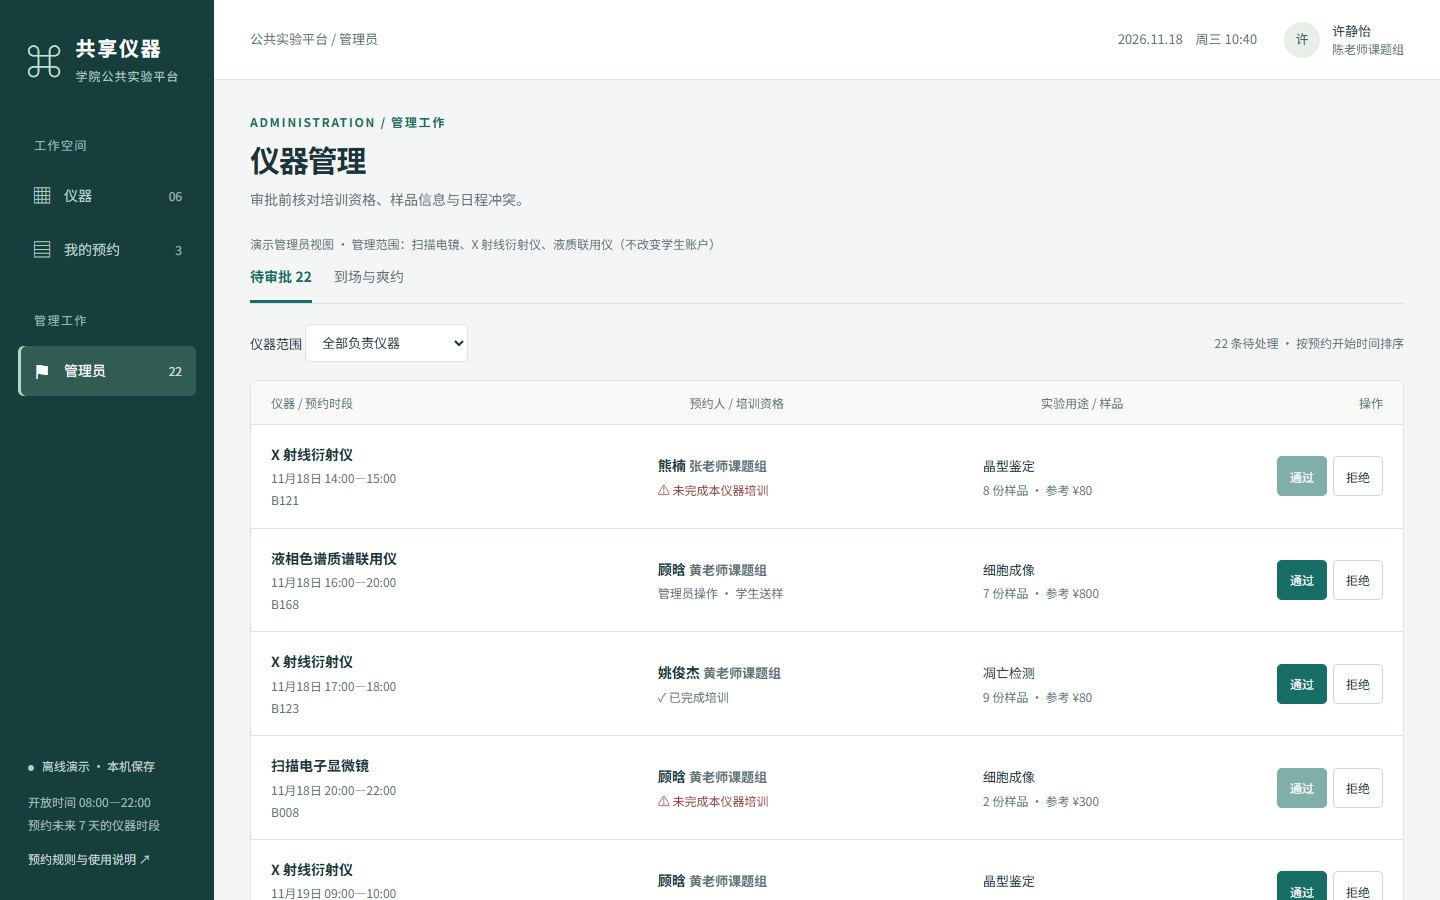 共享仪器
学院公共实验平台
工作空间
仪器 06
我的预约 3
管理工作
管理员 22
离线演示 · 本机保存
开放时间 08:00—22:00
预约未来 7 天的仪器时段
预约规则与使用说明 ↗
公共实验平台 / 管理员
2026.11.18 周三 10:40
许
许静怡
陈老师课题组
ADMINISTRATION / 管理工作
仪器管理
审批前核对培训资格、样品信息与日程冲突。
演示管理员视图 · 管理范围：扫描电镜、X 射线衍射仪、液质联用仪（不改变学生账户）
待审批 22 到场与爽约
仪器范围 全部负责仪器
22 条待处理 · 按预约开始时间排序
仪器 / 预约时段 预约人 / 培训资格 实验用途 / 样品 操作
X 射线衍射仪
11月18日 14:00—15:00
B121
熊楠 张老师课题组
⚠ 未完成本仪器培训
晶型鉴定
8 份样品 · 参考 ¥80
通过 拒绝
液相色谱质谱联用仪
11月18日 16:00—20:00
B168
顾晗 黄老师课题组
管理员操作 · 学生送样
细胞成像
7 份样品 · 参考 ¥800
通过 拒绝
X 射线衍射仪
11月18日 17:00—18:00
B123
姚俊杰 黄老师课题组
✓ 已完成培训
凋亡检测
9 份样品 · 参考 ¥80
通过 拒绝
扫描电子显微镜
11月18日 20:00—22:00
B008
顾晗 黄老师课题组
⚠ 未完成本仪器培训
细胞成像
2 份样品 · 参考 ¥300
通过 拒绝
X 射线衍射仪
11月19日 09:00—10:00
顾晗 黄老师课题组
晶型鉴定
通过 拒绝